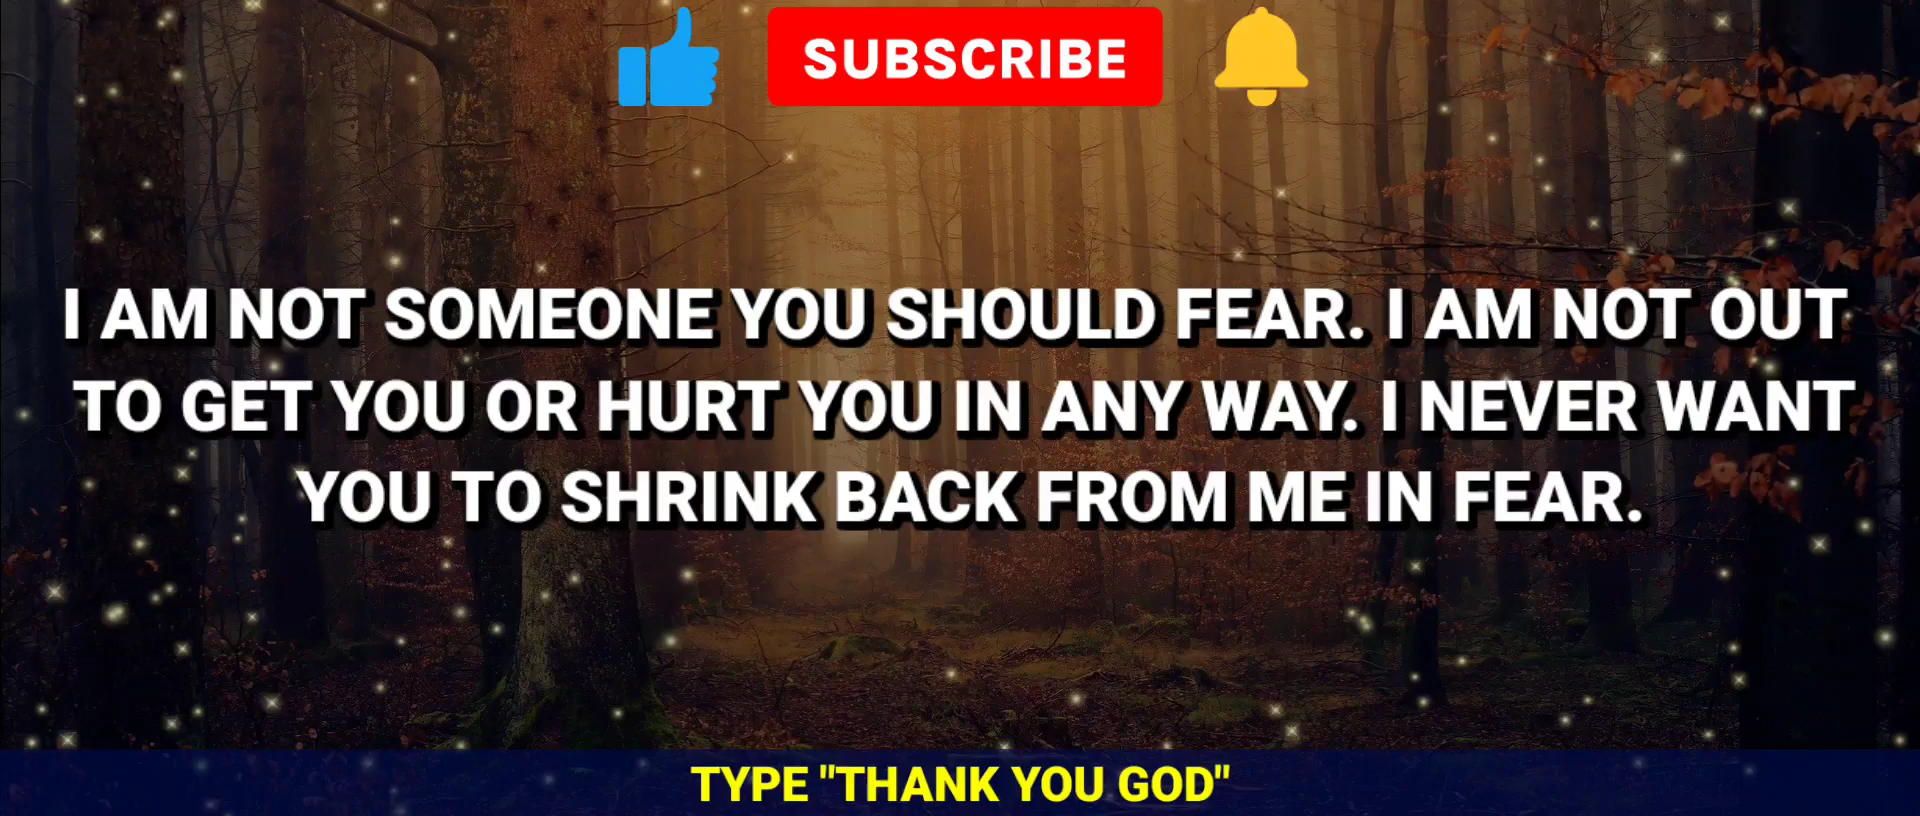 SUBSCRIBE
I AM NOT SOMEONE YOU SHOULD FEAR. I AM NOT OUT
TO GET YOU OR HURT YOU IN ANY WAY. I NEVER WANT
YOU TO SHRINK BACK FROM ME IN FEAR.
TYPE "THANK YOU GOD"